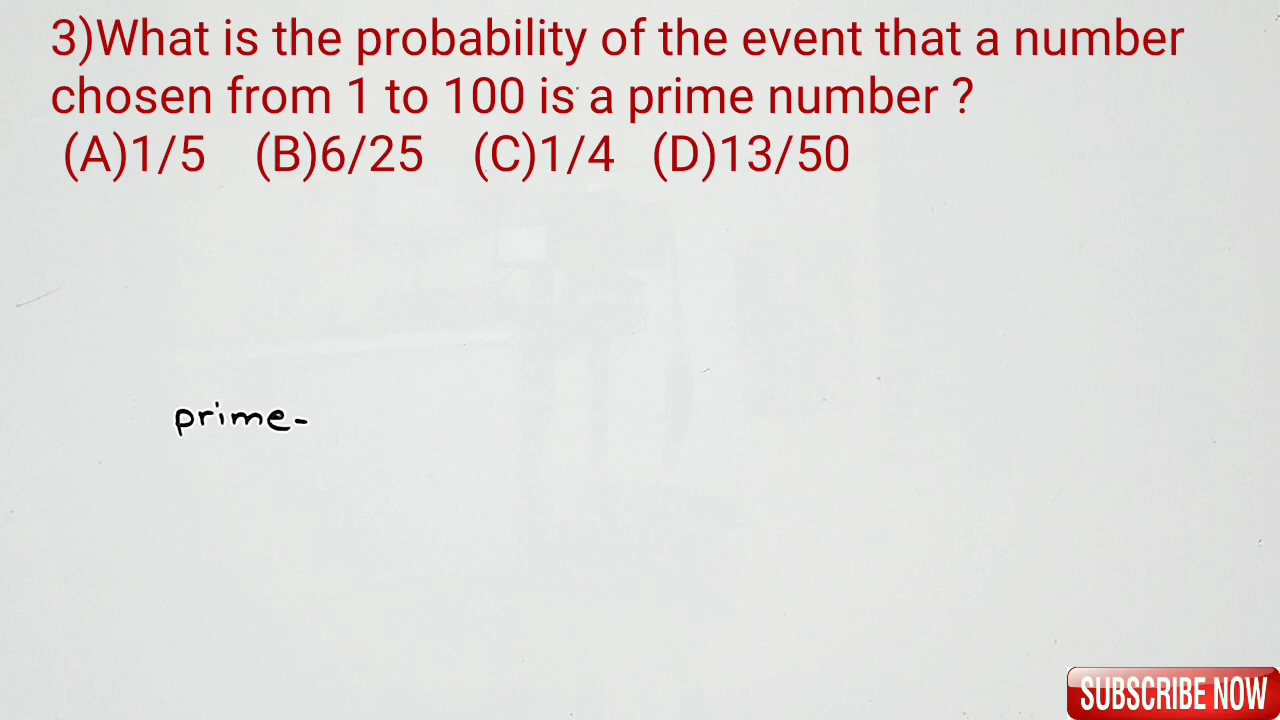 3)What is the probability of the event that a number
chosen from 1 to 100 is a prime number ?
(A)1/5 (B)6/25 (C)1/4 (D)13/50
prime-
SUBSCRIBE NOW